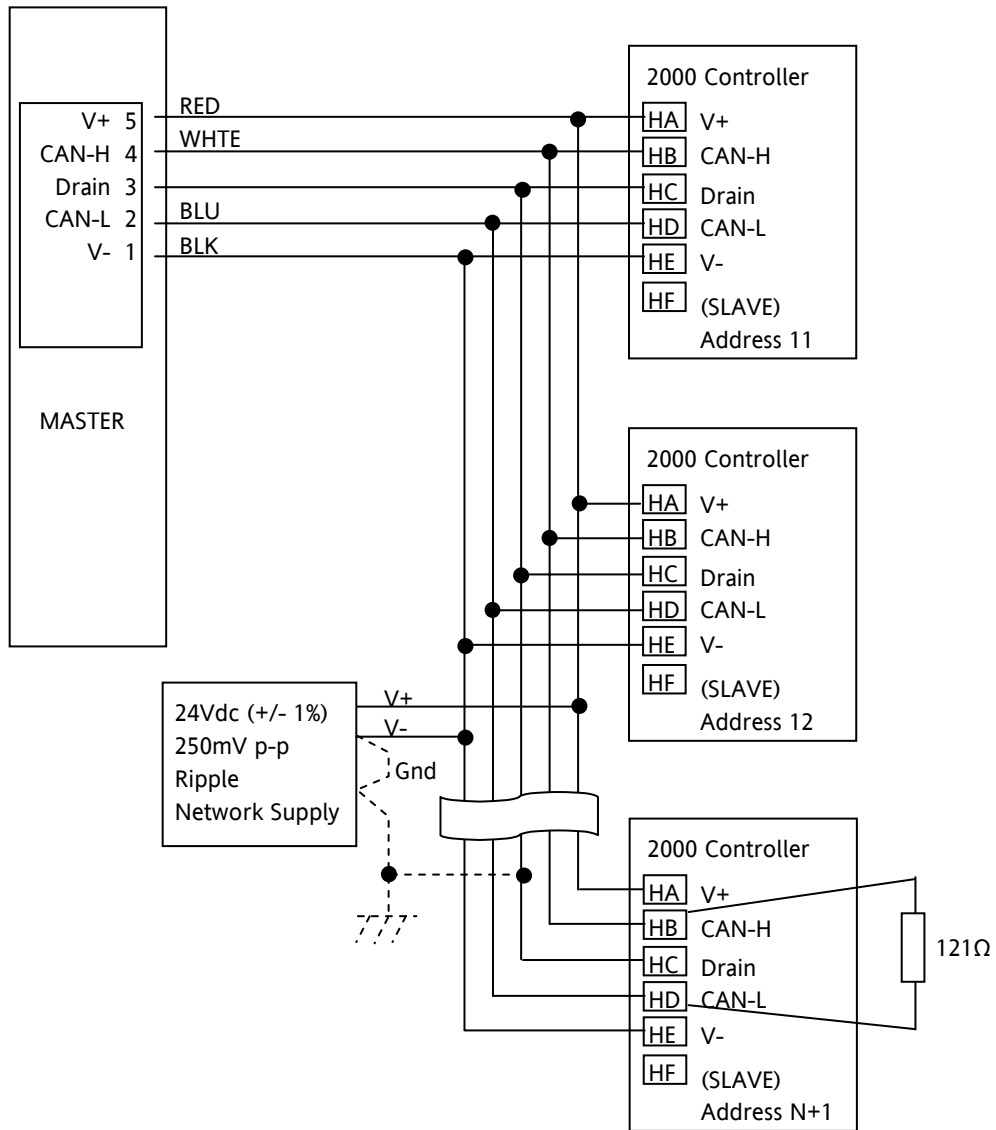 V+ 5
CAN-H 4
Drain 3
CAN-L 2
V- 1
MASTER
RED
WHTE
BLU
BLK
2000 Controller
HA V+
HB CAN-H
HC Drain
HD CAN-L
HE V-
HF (SLAVE)
Address 11
2000 Controller
HA V+
HB CAN-H
HC Drain
HD CAN-L
HE V-
HF (SLAVE)
Address 12
24Vdc (+/- 1%)
250mV p-p
Ripple
Network Supply
V+
V-
Gnd
2000 Controller
HA V+
HB CAN-H
HC Drain
HD CAN-L
HE V-
HF (SLAVE)
Address N+1
121Ω